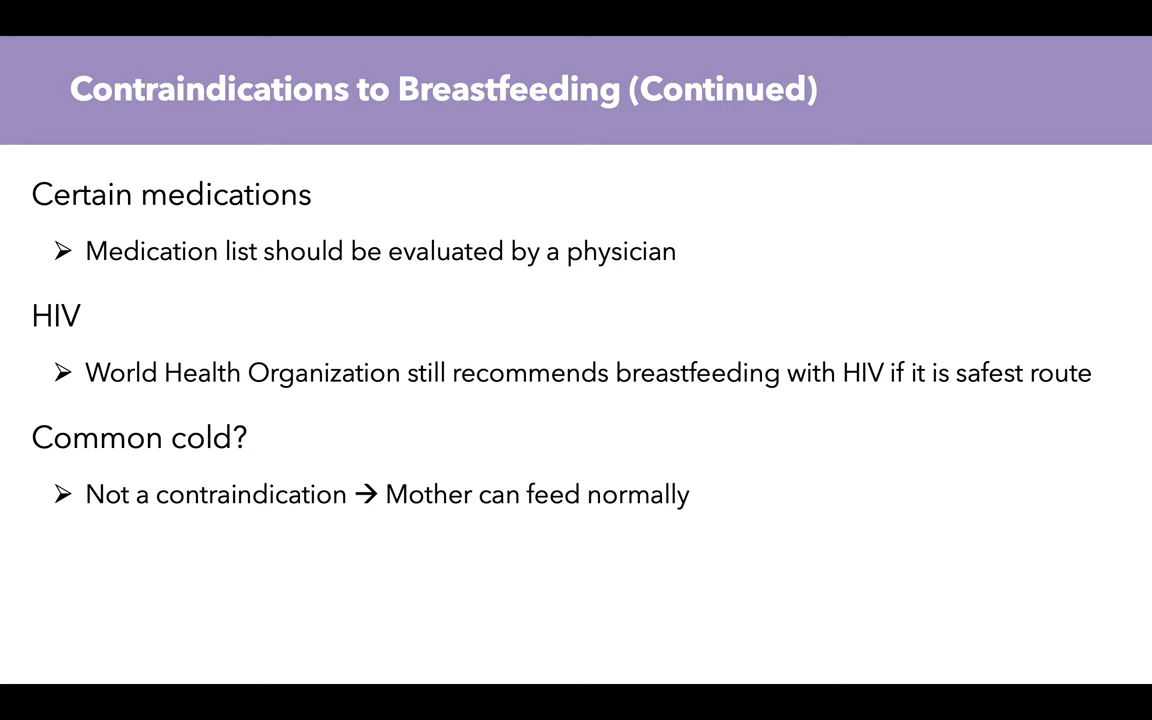 Contraindications to Breastfeeding (Continued)
Certain medications
➢ Medication list should be evaluated by a physician
HIV
➢ World Health Organization still recommends breastfeeding with HIV if it is safest route
Common cold?
➢ Not a contraindication → Mother can feed normally